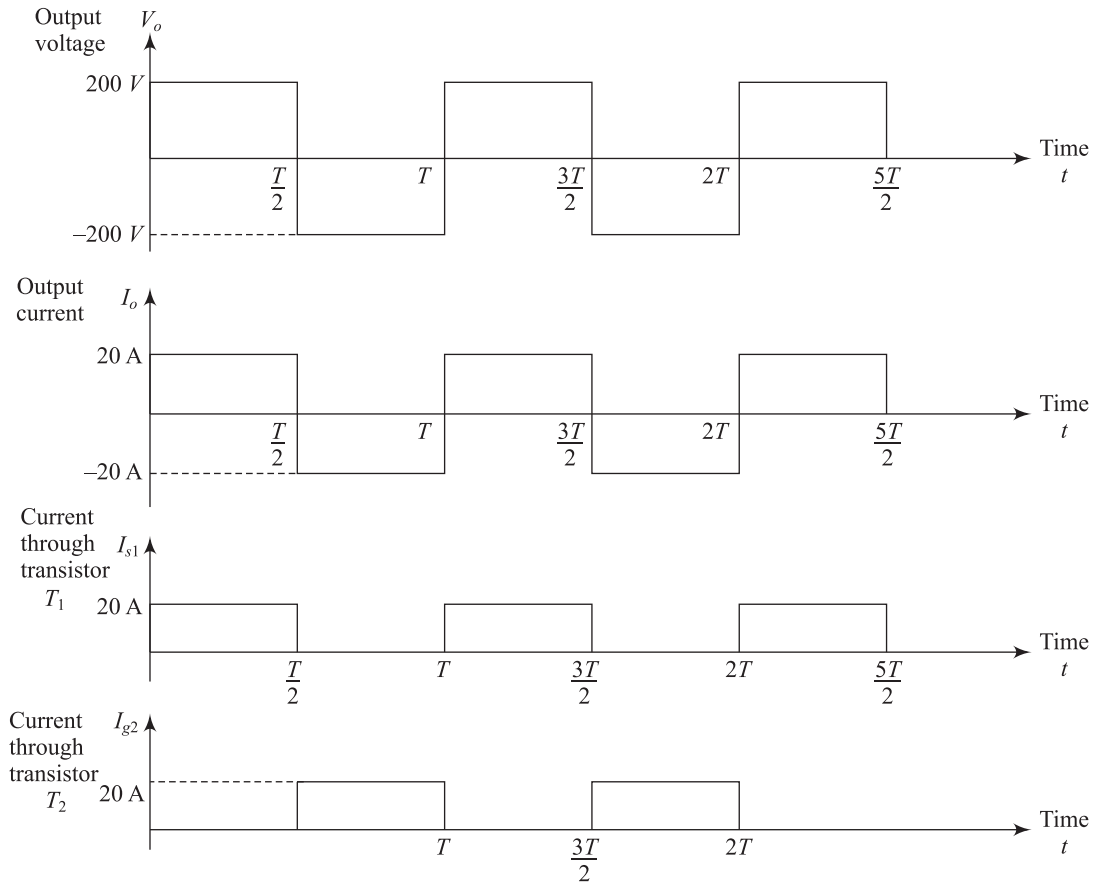 Output V_o
voltage
200 V
Time
T/2 T 3T/2 2T 5T/2 t
–200 V
Output
current I_o
20 A
Time
T/2 T 3T/2 2T 5T/2 t
–20 A
Current
through I_s1
transistor
T_1 20 A
Time
T/2 T 3T/2 2T 5T/2 t
Current I_g2
through
transistor
T_2 20 A
Time
T 3T/2 2T t